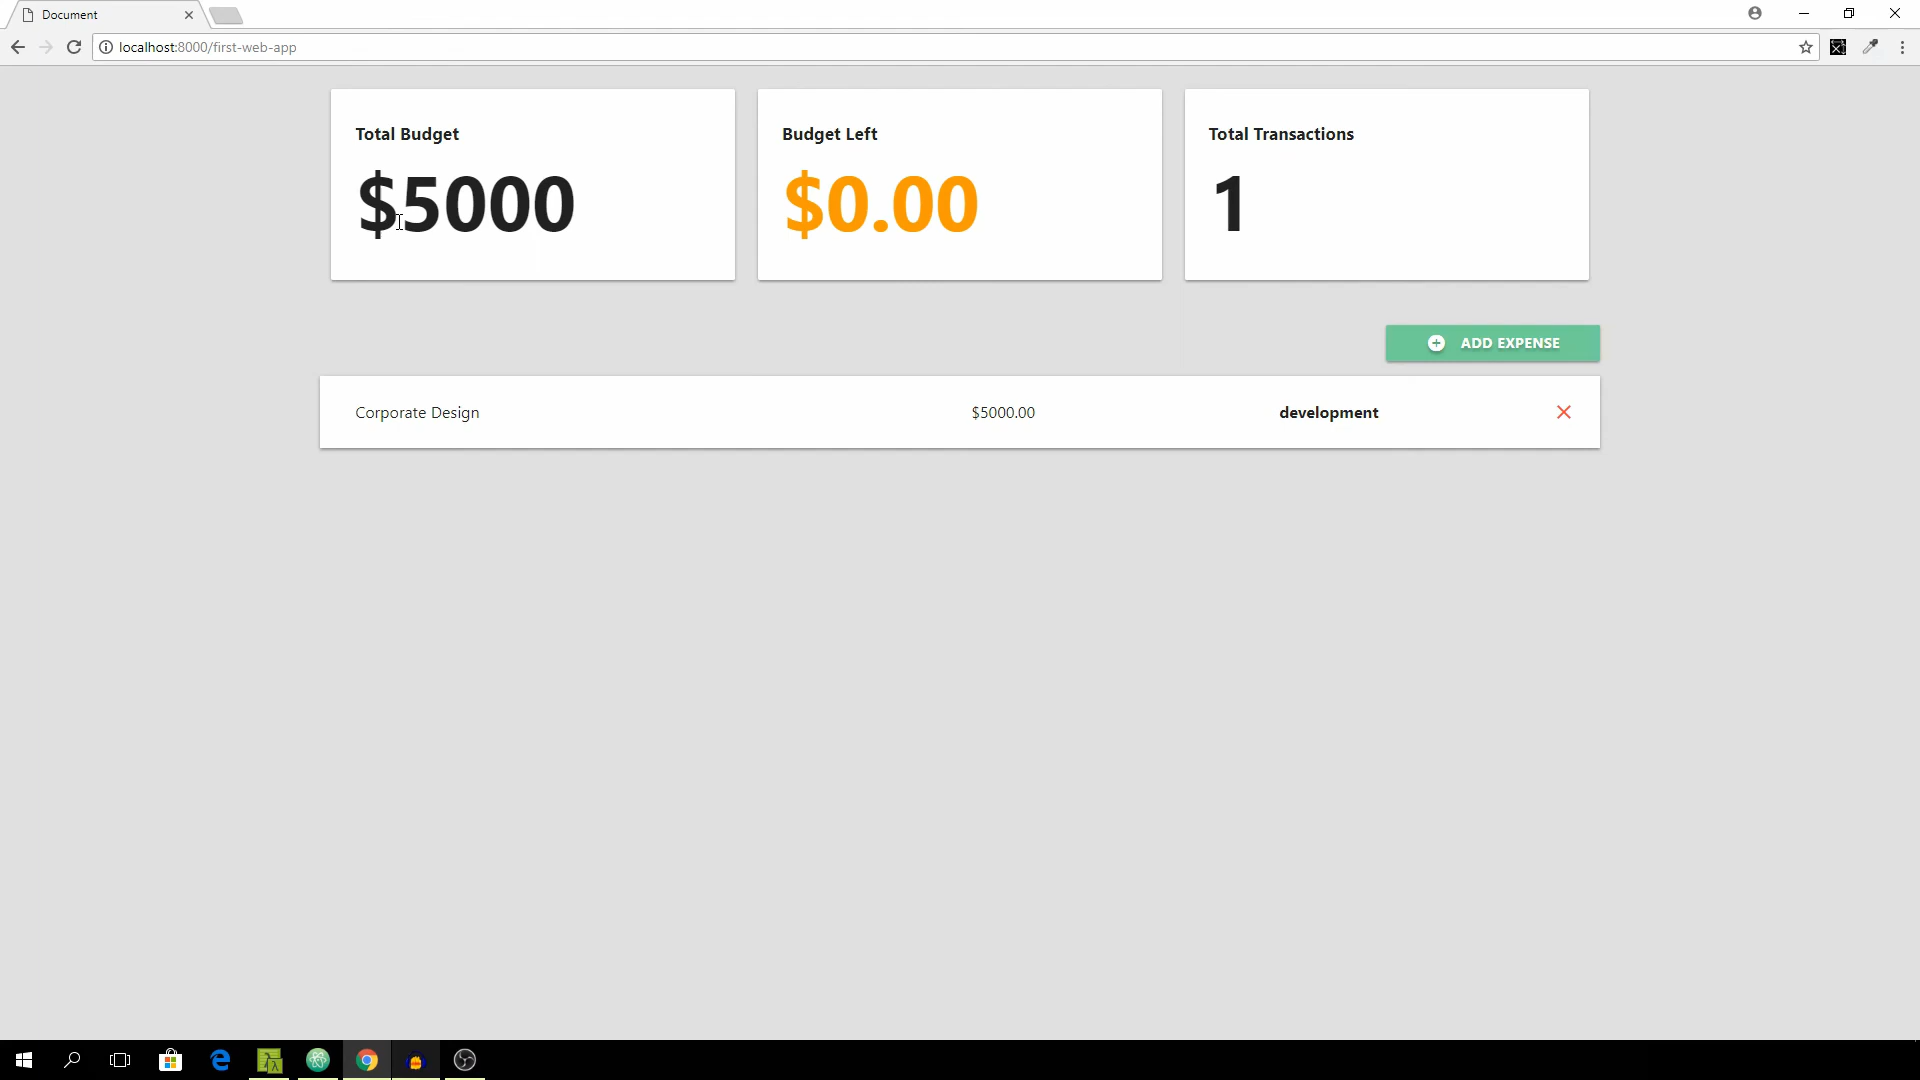 Document
localhost:8000/first-web-app
Total Budget
$5000
Budget Left
$0.00
Total Transactions
1
ADD EXPENSE
Corporate Design $5000.00 development